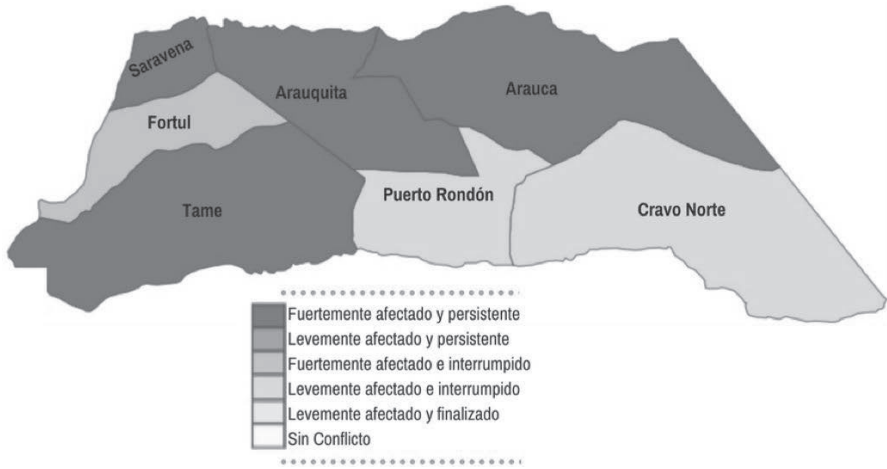 Saravena
Arauquita
Arauca
Fortul
Puerto Rondón
Tame
Cravo Norte
Fuertemente afectado y persistente
Levemente afectado y persistente
Fuertemente afectado e interrumpido
Levemente afectado e interrumpido
Levemente afectado y finalizado
Sin Conflicto